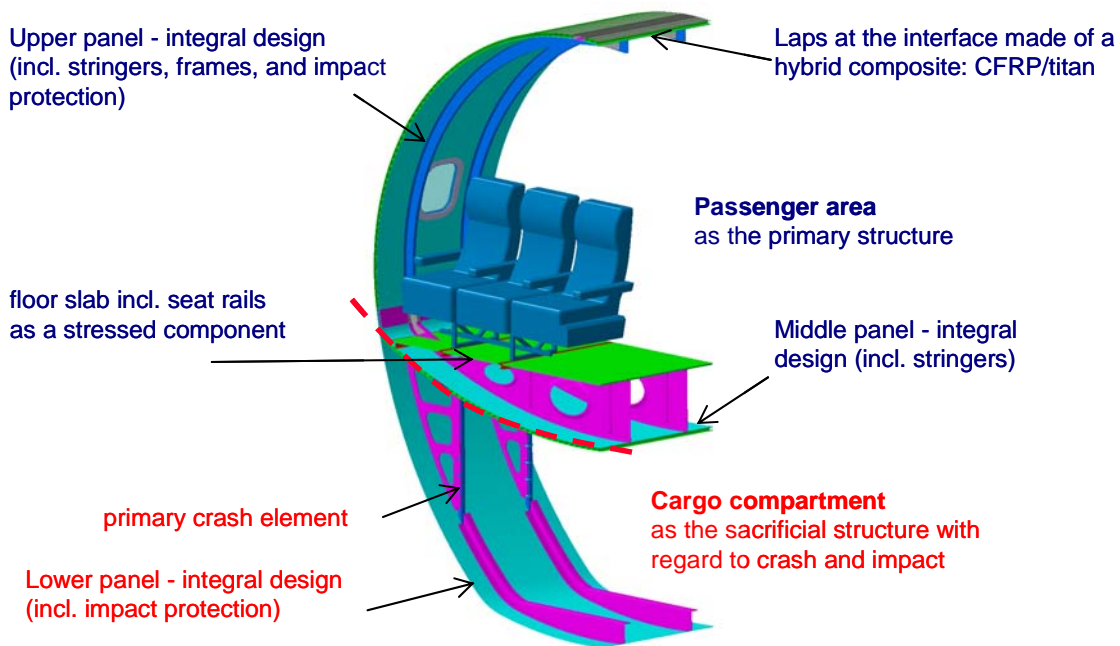 Upper panel - integral design
(incl. stringers, frames, and impact
protection)
Laps at the interface made of a
hybrid composite: CFRP/titan
Passenger area
as the primary structure
floor slab incl. seat rails
as a stressed component
Middle panel - integral
design (incl. stringers)
primary crash element
Cargo compartment
as the sacrificial structure with
regard to crash and impact
Lower panel - integral design
(incl. impact protection)